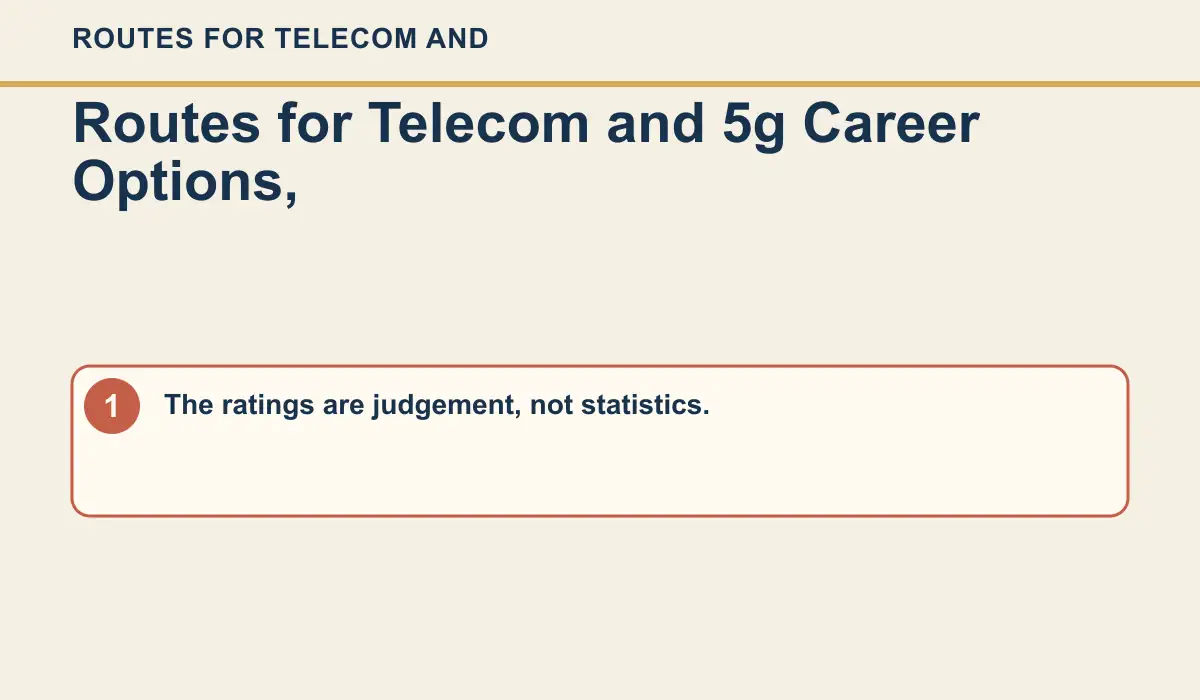 ROUTES FOR TELECOM AND
Routes for Telecom and 5g Career
Options,
1 The ratings are judgement, not statistics.